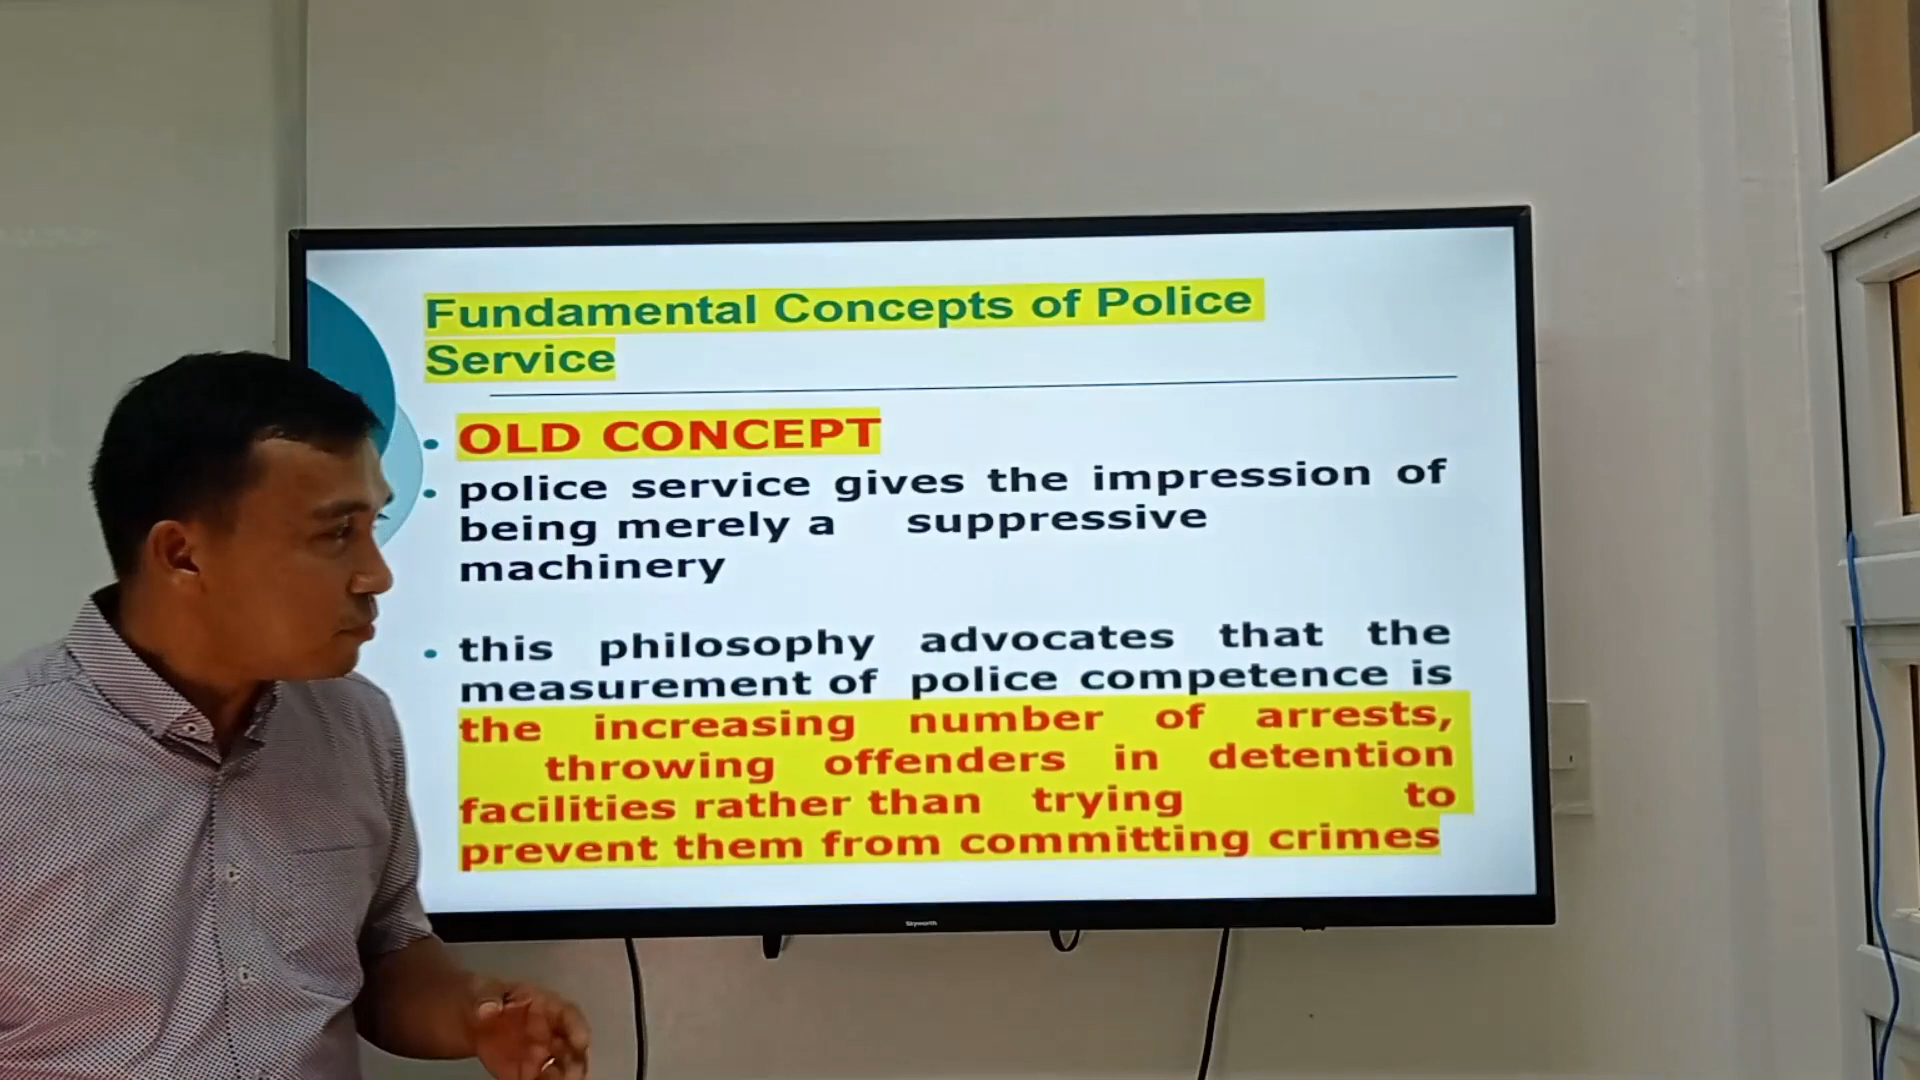 Fundamental Concepts of Police
Service
• OLD CONCEPT
• police service gives the impression of
being merely a suppressive
machinery
• this philosophy advocates that the
measurement of police competence is
the increasing number of arrests,
throwing offenders in detention
facilities rather than trying to
prevent them from committing crimes
Skyworth